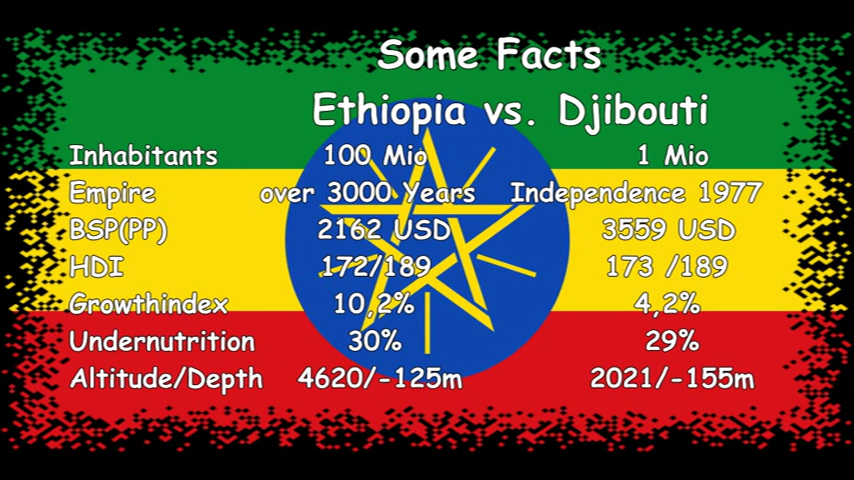 Some Facts
Ethiopia vs. Djibouti
Inhabitants 100 Mio 1 Mio
Empire over 3000 Years Independence 1977
BSP(PP) 2162 USD 3559 USD
HDI 172/189 173 /189
Growthindex 10,2% 4,2%
Undernutrition 30% 29%
Altitude/Depth 4620/-125m 2021/-155m